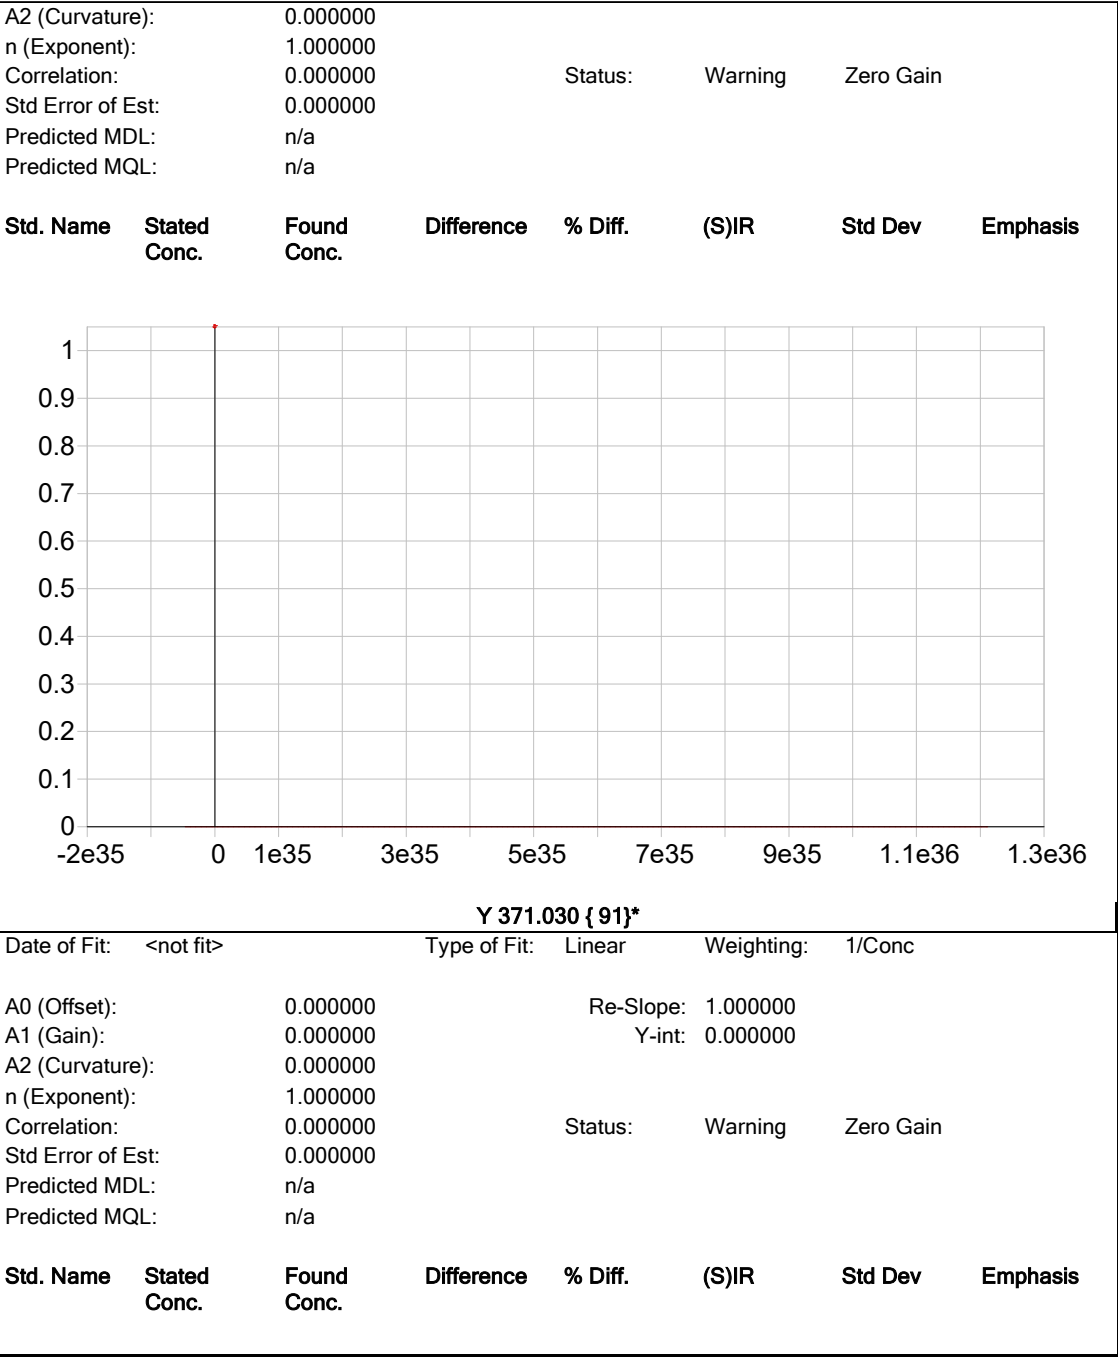 A2 (Curvature): 0.000000
n (Exponent): 1.000000
Correlation: 0.000000 Status: Warning Zero Gain
Std Error of Est: 0.000000
Predicted MDL: n/a
Predicted MQL: n/a
Std. Name Stated Found Difference % Diff. (S)IR Std Dev Emphasis
Conc. Conc.
1
0.9
0.8
0.7
0.6
0.5
0.4
0.3
0.2
0.1
0
-2e35 0 1e35 3e35 5e35 7e35 9e35 1.1e36 1.3e36
Y 371.030 { 91}*
Date of Fit: <not fit> Type of Fit: Linear Weighting: 1/Conc
A0 (Offset): 0.000000 Re-Slope: 1.000000
A1 (Gain): 0.000000 Y-int: 0.000000
A2 (Curvature): 0.000000
n (Exponent): 1.000000
Correlation: 0.000000 Status: Warning Zero Gain
Std Error of Est: 0.000000
Predicted MDL: n/a
Predicted MQL: n/a
Std. Name Stated Found Difference % Diff. (S)IR Std Dev Emphasis
Conc. Conc.